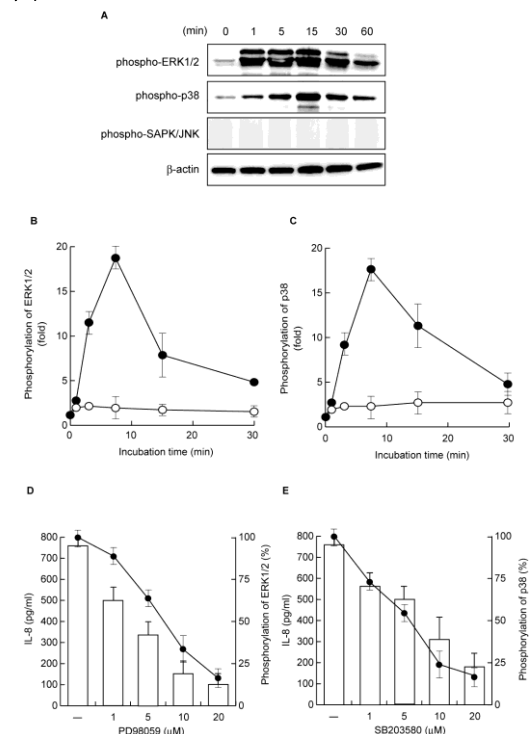 A
(min) 0 1 5 15 30 60
phospho-ERK1/2
phospho-p38
phospho-SAPK/JNK
β-actin
B
Phosphorylation of ERK1/2
(fold)
20
15
10
5
0
0 10 20 30
Incubation time (min)
C
Phosphorylation of p38
(fold)
20
15
10
5
0
0 10 20 30
Incubation time (min)
D
IL-8 (pg/ml)
800
700
600
500
400
300
200
100
0
100
75
50
25
0
Phosphorylation of ERK1/2 (%)
— 1 5 10 20
PD98059 (μM)
E
IL-8 (pg/ml)
800
700
600
500
400
300
200
100
0
100
75
50
25
0
Phosphorylation of p38 (%)
— 1 5 10 20
SB203580 (μM)